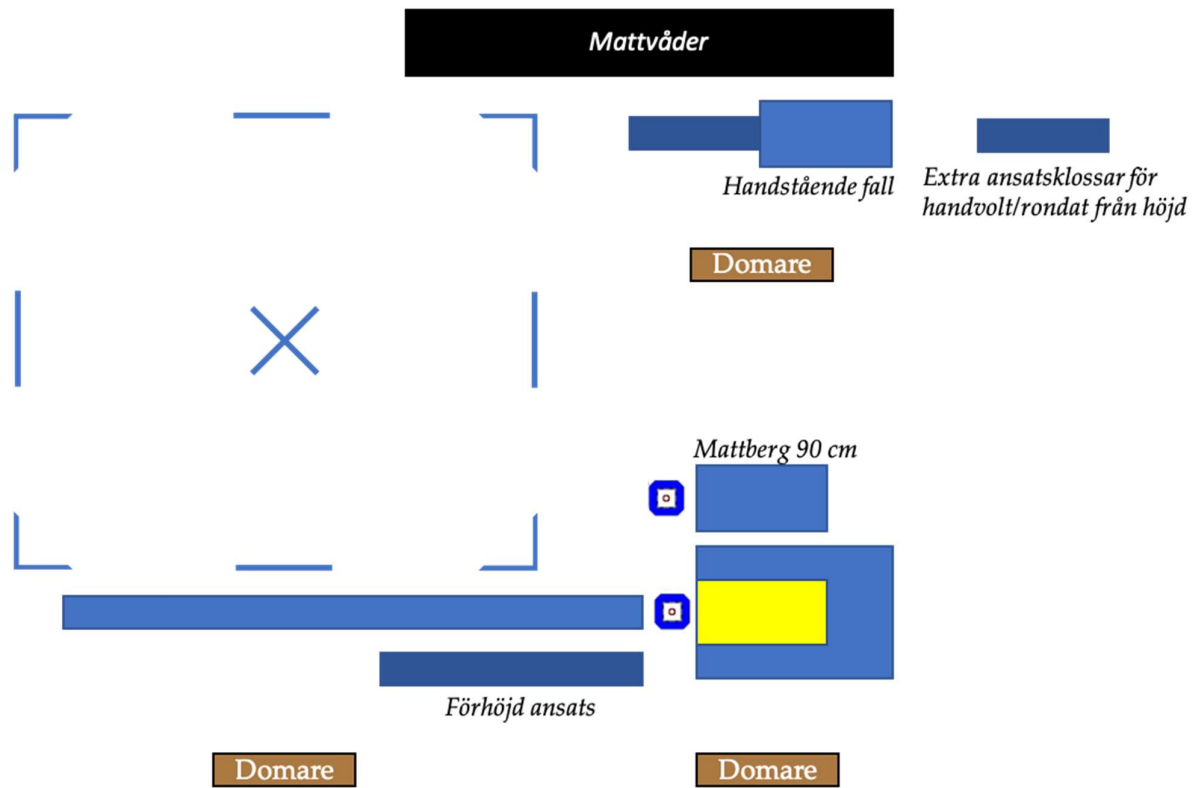 Mattvåder
Handstående fall
Extra ansatsklossar för
handvolt/rondat från höjd
Domare
Mattberg 90 cm
Förhöjd ansats
Domare
Domare